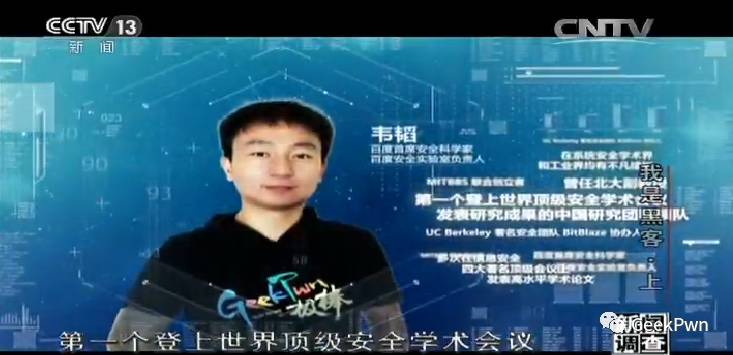 CCTV 13
新闻
CNTV
韦韬
百度首席安全科学家
百度安全实验室负责人
在系统安全学术界
和工业界均有不凡成
MITBBS 联合创立者
曾任北大副
第一个登上世界顶级安全学术会
发表研究成果的中国研究团队
UC Berkeley 著名安全团队 BitBlaze 协办人
多次在信息安全
四大著名顶级会议上
发表高水平学术论文
我是黑客·上
GeekPwn
极棒
新闻
调查
GeekPwn
第一个登上世界顶级安全学术会议